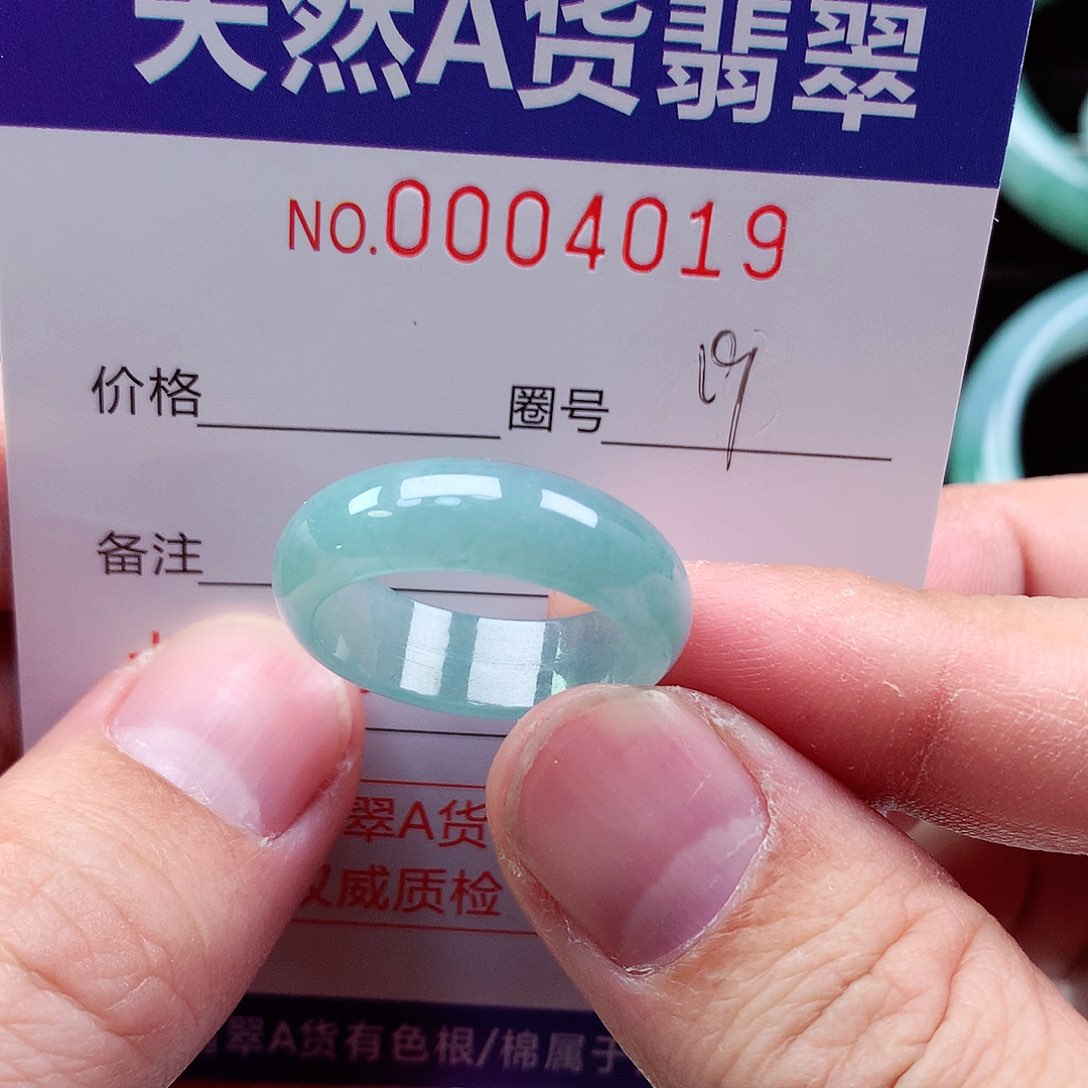 天然A货翡翠
NO.0004019
价格 圈号 19
备注
翠A货
权威质检
翡翠A货有色根/棉属于